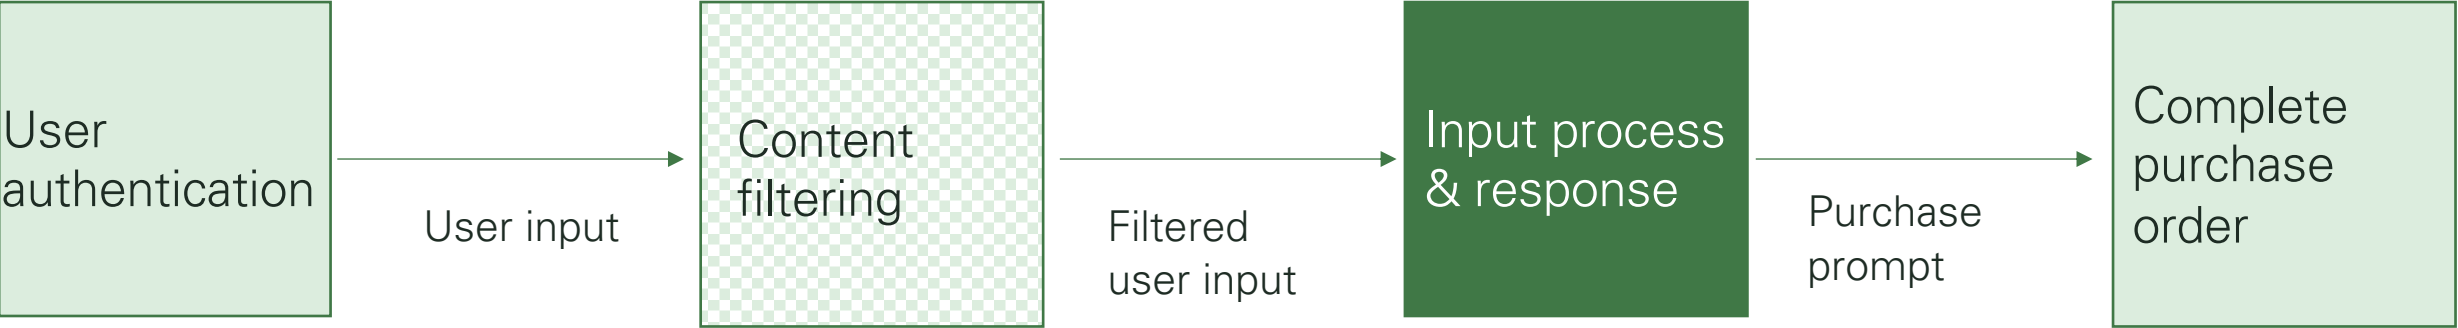 User
authentication
User input
Content
filtering
Filtered
user input
Input process
& response
Purchase
prompt
Complete
purchase
order